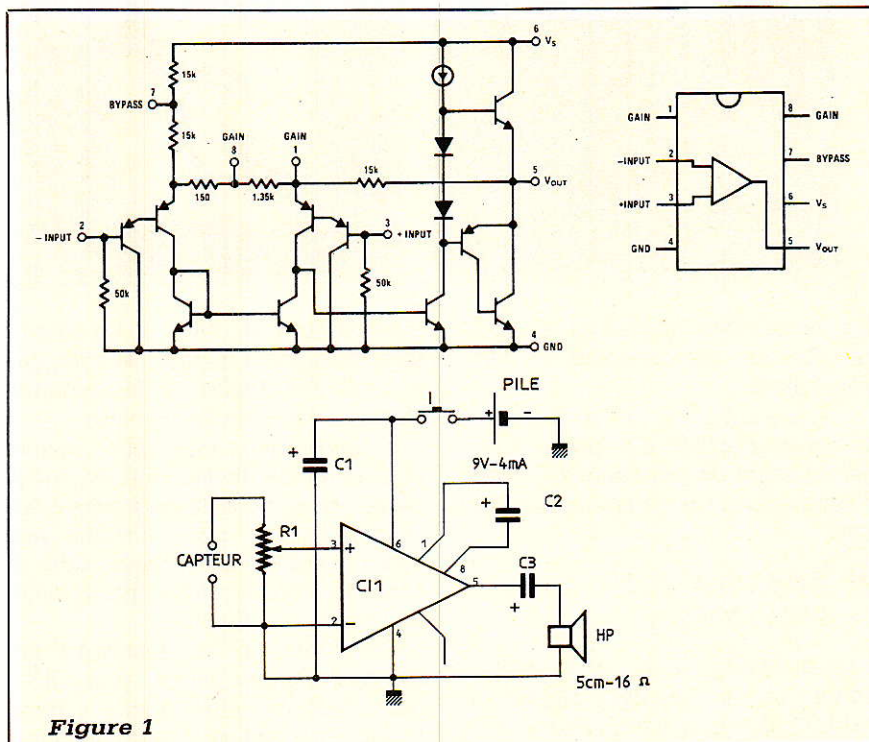 6
Vs
15k
7
BYPASS
15k
GAIN
8
GAIN
1
15k
5
VOUT
150
1.35k
2
- INPUT
3
+ INPUT
50k
50k
4
GND
GAIN
1
8
GAIN
-INPUT
2
7
BYPASS
+INPUT
3
6
Vs
GND
4
5
VOUT
I
PILE
+
-
9V-4mA
+
C1
+
C2
1
8
6
R1
CAPTEUR
3
+
CI1
5
C3
+
2
-
4
HP
5cm-16 Ω
Figure 1